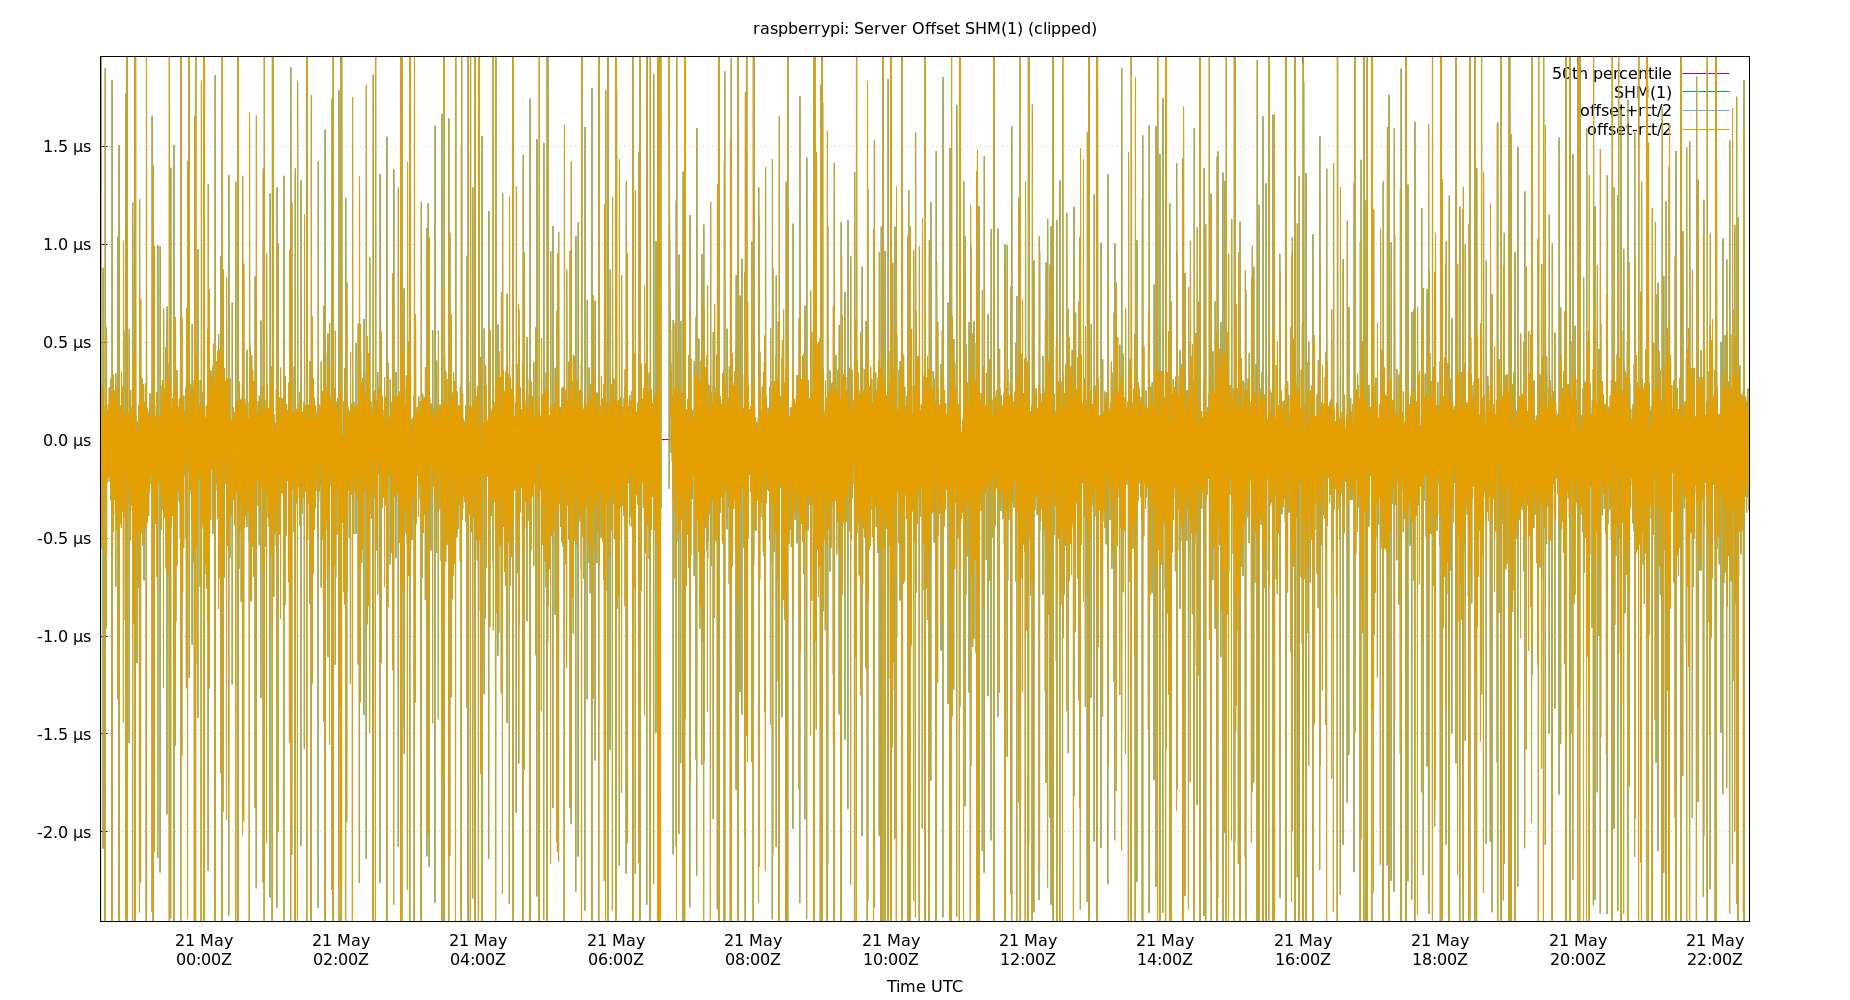 raspberrypi: Server Offset SHM(1) (clipped)
50th percentile
SHM(1)
offset+rtt/2
offset-rtt/2
1.5 µs
1.0 µs
0.5 µs
0.0 µs
-0.5 µs
-1.0 µs
-1.5 µs
-2.0 µs
21 May 21 May 21 May 21 May 21 May 21 May 21 May 21 May 21 May 21 May 21 May 21 May
00:00Z 02:00Z 04:00Z 06:00Z 08:00Z 10:00Z 12:00Z 14:00Z 16:00Z 18:00Z 20:00Z 22:00Z
Time UTC